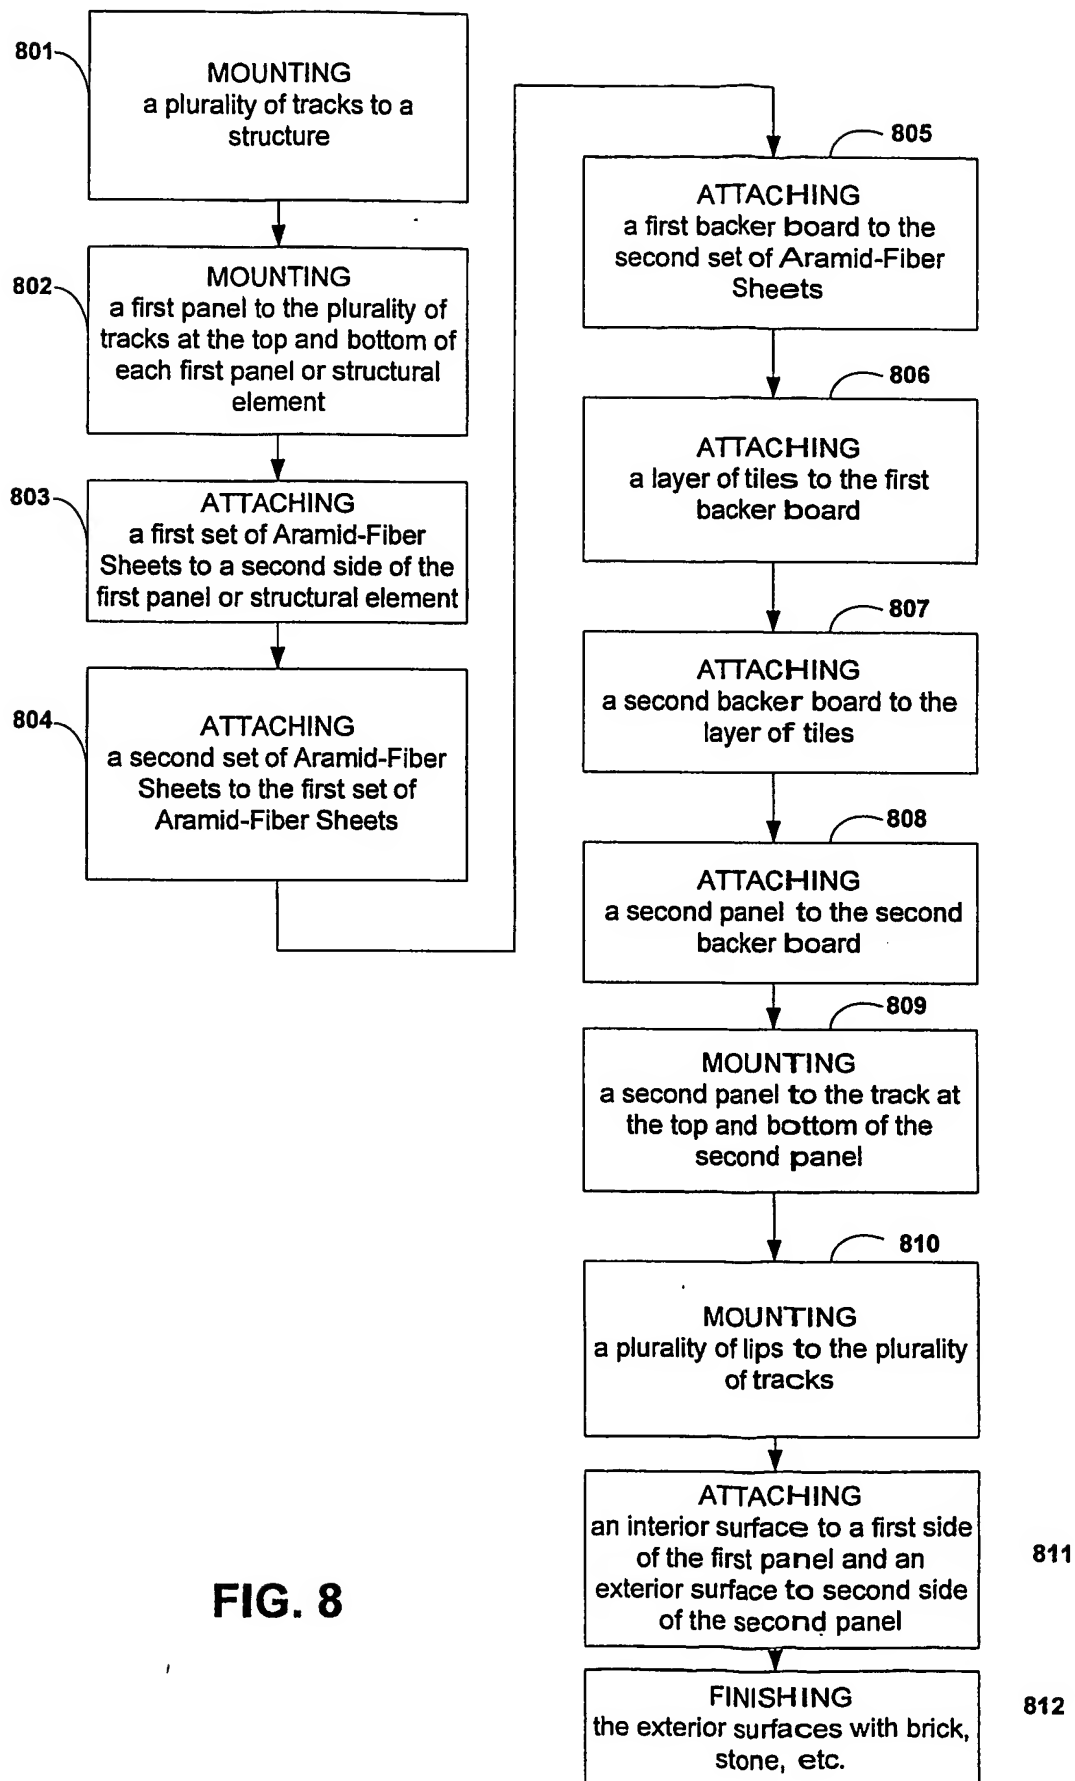 801
MOUNTING
a plurality of tracks to a
structure
802
MOUNTING
a first panel to the plurality of
tracks at the top and bottom of
each first panel or structural
element
803
ATTACHING
a first set of Aramid-Fiber
Sheets to a second side of the
first panel or structural element
804
ATTACHING
a second set of Aramid-Fiber
Sheets to the first set of
Aramid-Fiber Sheets
805
ATTACHING
a first backer board to the
second set of Aramid-Fiber
Sheets
806
ATTACHING
a layer of tiles to the first
backer board
807
ATTACHING
a second backer board to the
layer of tiles
808
ATTACHING
a second panel to the second
backer board
809
MOUNTING
a second panel to the track at
the top and bottom of the
second panel
810
MOUNTING
a plurality of lips to the plurality
of tracks
811
ATTACHING
an interior surface to a first side
of the first panel and an
exterior surface to second side
of the second panel
812
FINISHING
the exterior surfaces with brick,
stone, etc.
FIG. 8